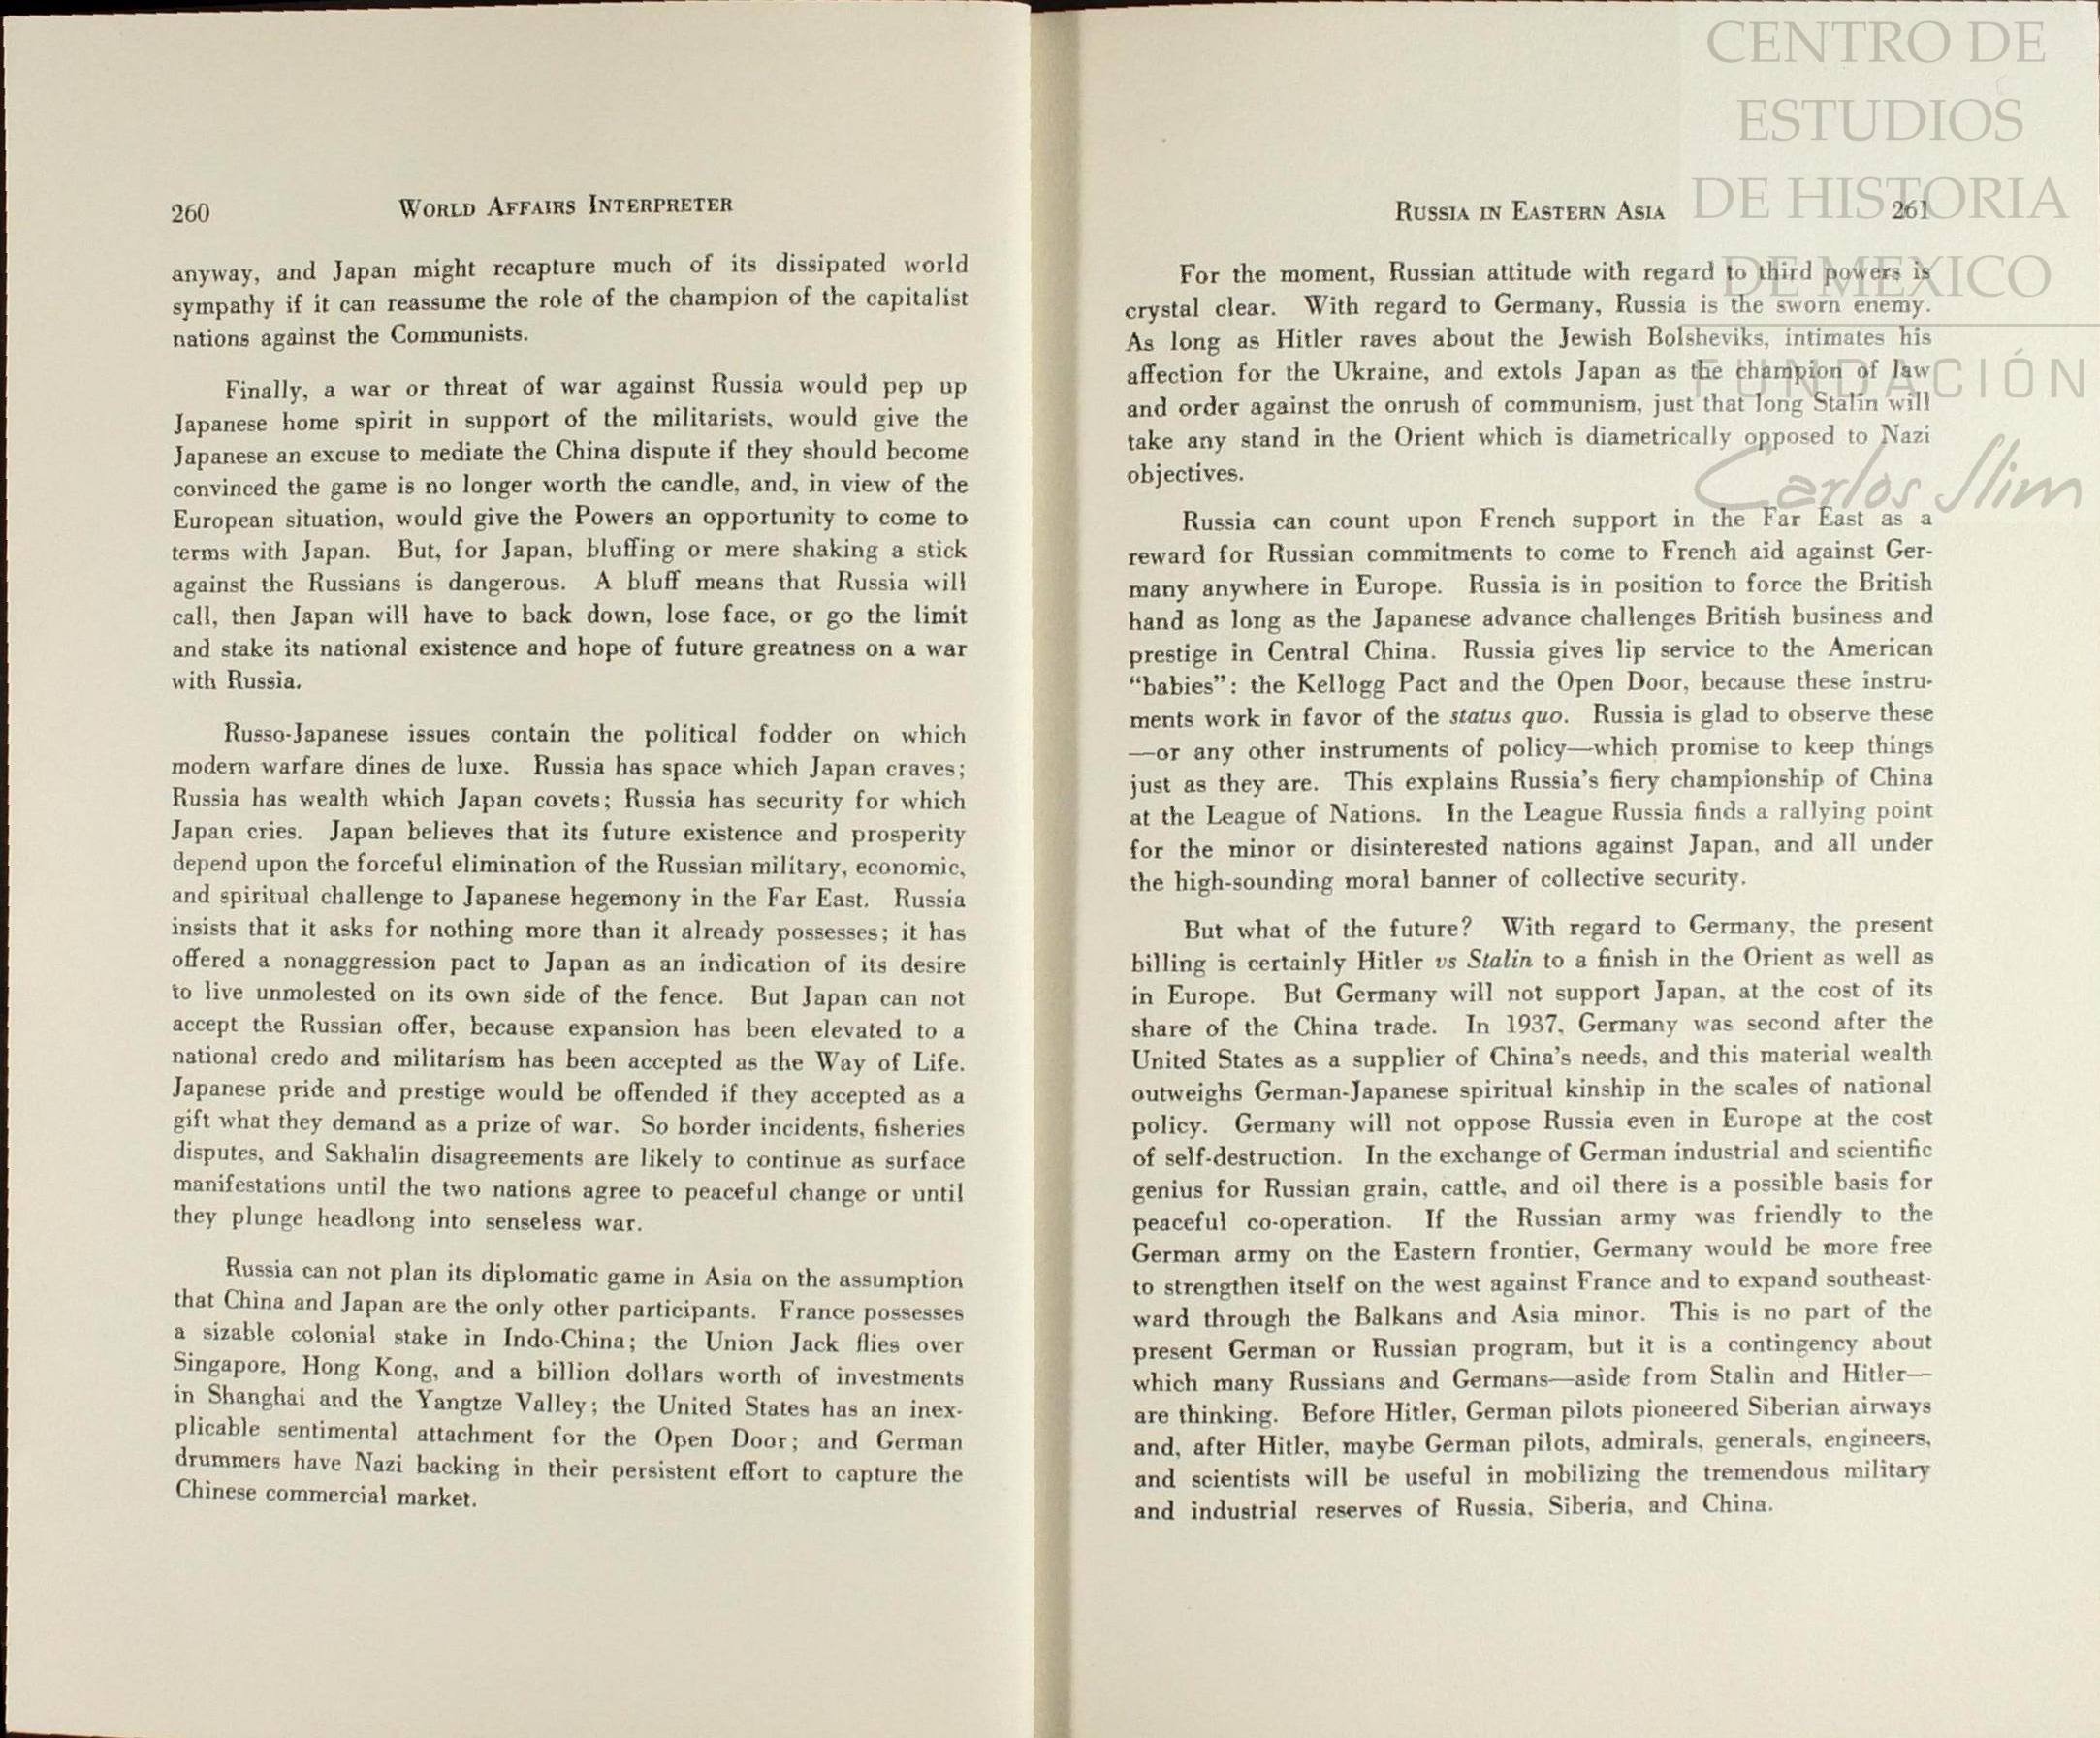 260
WORLD AFFAIRS INTERPRETER
anyway, and Japan might recapture much of its dissipated world
sympathy if it can reassume the role of the champion of the capitalist
nations against the Communists.
Finally, a war or threat of war against Russia would pep up
Japanese home spirit in support of the militarists, would give the
Japanese an excuse to mediate the China dispute if they should become
convinced the game is no longer worth the candle, and, in view of the
European situation, would give the Powers an opportunity to come to
terms with Japan. But, for Japan, bluffing or mere shaking a stick
against the Russians is dangerous. A bluff means that Russia will
call, then Japan will have to back down, lose face, or go the limit
and stake its national existence and hope of future greatness on a war
with Russia.
Russo-Japanese issues contain the political fodder on which
modern warfare dines de luxe. Russia has space which Japan craves;
Russia has wealth which Japan covets; Russia has security for which
Japan cries. Japan believes that its future existence and prosperity
depend upon the forceful elimination of the Russian military, economic,
and spiritual challenge to Japanese hegemony in the Far East. Russia
insists that it asks for nothing more than it already possesses; it has
offered a nonaggression pact to Japan as an indication of its desire
to live unmolested on its own side of the fence. But Japan can not
accept the Russian offer, because expansion has been elevated to a
national credo and militarism has been accepted as the Way of Life.
Japanese pride and prestige would be offended if they accepted as a
gift what they demand as a prize of war. So border incidents, fisheries
disputes, and Sakhalin disagreements are likely to continue as surface
manifestations until the two nations agree to peaceful change or until
they plunge headlong into senseless war.
Russia can not plan its diplomatic game in Asia on the assumption
that China and Japan are the only other participants. France possesses
a sizable colonial stake in Indo-China; the Union Jack flies over
Singapore, Hong Kong, and a billion dollars worth of investments
in Shanghai and the Yangtze Valley; the United States has an inex-
plicable sentimental attachment for the Open Door; and German
drummers have Nazi backing in their persistent effort to capture the
Chinese commercial market.
RUSSIA IN EASTERN ASIA
261
For the moment, Russian attitude with regard to third powers is
crystal clear. With regard to Germany, Russia is the sworn enemy.
As long as Hitler raves about the Jewish Bolsheviks, intimates his
affection for the Ukraine, and extols Japan as the champion of law
and order against the onrush of communism, just that long Stalin will
take any stand in the Orient which is diametrically opposed to Nazi
objectives.
Russia can count upon French support in the Far East as a
reward for Russian commitments to come to French aid against Ger-
many anywhere in Europe. Russia is in position to force the British
hand as long as the Japanese advance challenges British business and
prestige in Central China. Russia gives lip service to the American
“babies”: the Kellogg Pact and the Open Door, because these instru-
ments work in favor of the status quo. Russia is glad to observe these
—or any other instruments of policy—which promise to keep things
just as they are. This explains Russia's fiery championship of China
at the League of Nations. In the League Russia finds a rallying point
for the minor or disinterested nations against Japan, and all under
the high-sounding moral banner of collective security.
But what of the future? With regard to Germany, the present
billing is certainly Hitler vs Stalin to a finish in the Orient as well as
in Europe. But Germany will not support Japan, at the cost of its
share of the China trade. In 1937, Germany was second after the
United States as a supplier of China's needs, and this material wealth
outweighs German-Japanese spiritual kinship in the scales of national
policy. Germany will not oppose Russia even in Europe at the cost
of self-destruction. In the exchange of German industrial and scientific
genius for Russian grain, cattle, and oil there is a possible basis for
peaceful co-operation. If the Russian army was friendly to the
German army on the Eastern frontier, Germany would be more free
to strengthen itself on the west against France and to expand southeast-
ward through the Balkans and Asia minor. This is no part of the
present German or Russian program, but it is a contingency about
which many Russians and Germans—aside from Stalin and Hitler—
are thinking. Before Hitler, German pilots pioneered Siberian airways
and, after Hitler, maybe German pilots, admirals, generals, engineers,
and scientists will be useful in mobilizing the tremendous military
and industrial reserves of Russia, Siberia, and China.
CENTRO DE
ESTUDIOS
DE HISTORIA
DE MEXICO
FUNDACIÓN
Carlos Slim